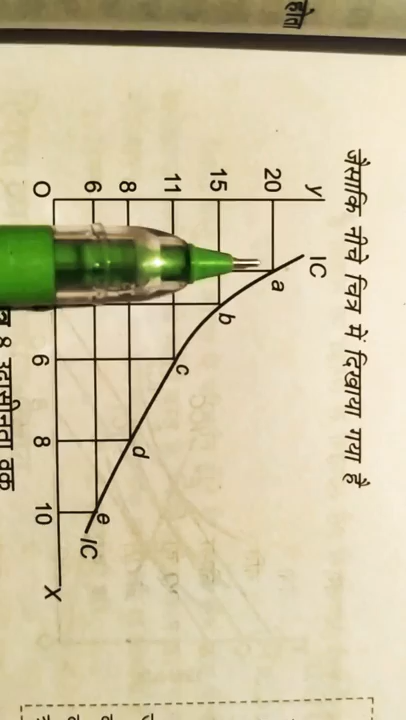 होता
जैसाकि नीचे चित्र में दिखाया गया है
y
IC
20
a
15
b
11
c
8
d
6
e
IC
O
6
8
10
X
8 उदासीनता वक्र